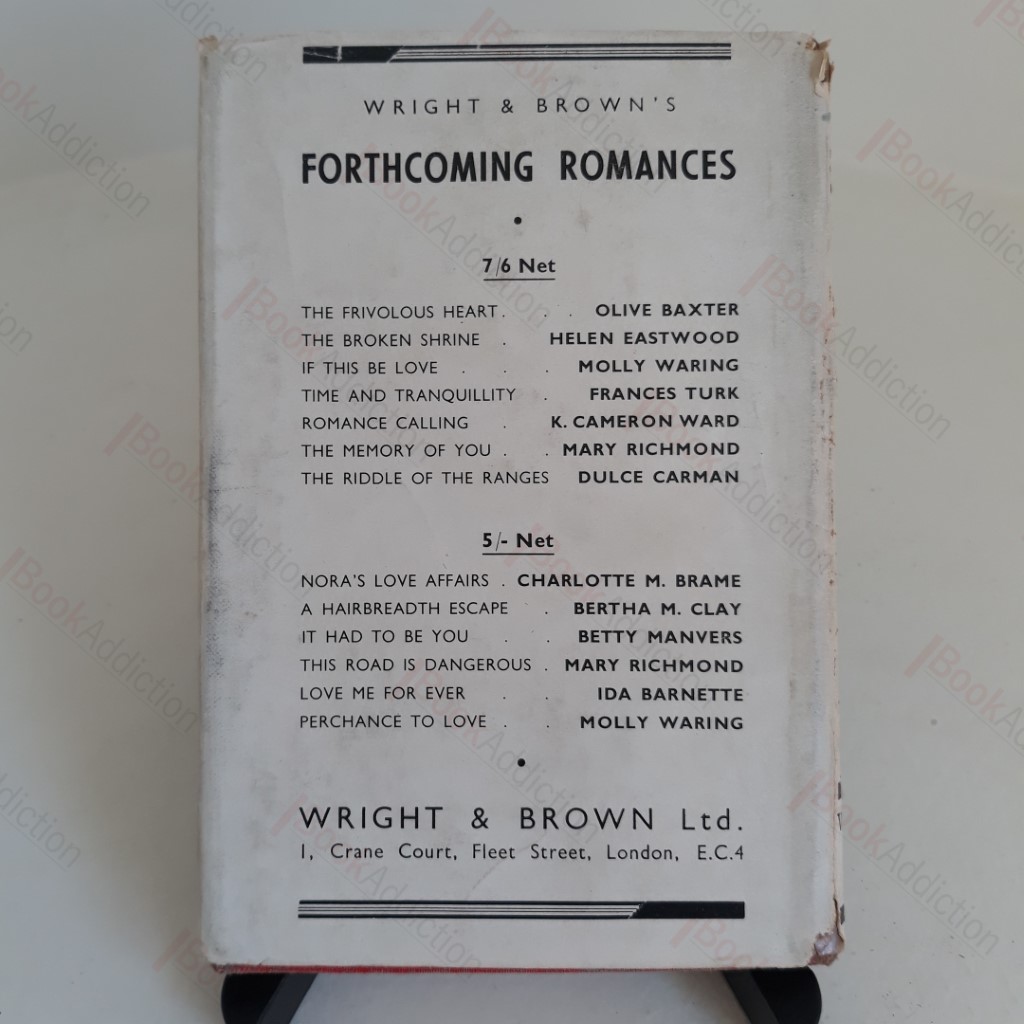 WRIGHT & BROWN'S
FORTHCOMING ROMANCES
7/6 Net
THE FRIVOLOUS HEART . . . OLIVE BAXTER
THE BROKEN SHRINE . HELEN EASTWOOD
IF THIS BE LOVE . . . MOLLY WARING
TIME AND TRANQUILLITY . FRANCES TURK
ROMANCE CALLING . K. CAMERON WARD
THE MEMORY OF YOU . . MARY RICHMOND
THE RIDDLE OF THE RANGES DULCE CARMAN
5/- Net
NORA'S LOVE AFFAIRS . CHARLOTTE M. BRAME
A HAIRBREADTH ESCAPE . BERTHA M. CLAY
IT HAD TO BE YOU . . BETTY MANVERS
THIS ROAD IS DANGEROUS . MARY RICHMOND
LOVE ME FOR EVER . . IDA BARNETTE
PERCHANCE TO LOVE . . MOLLY WARING
WRIGHT & BROWN Ltd.
1, Crane Court, Fleet Street, London, E.C.4
BookAddiction